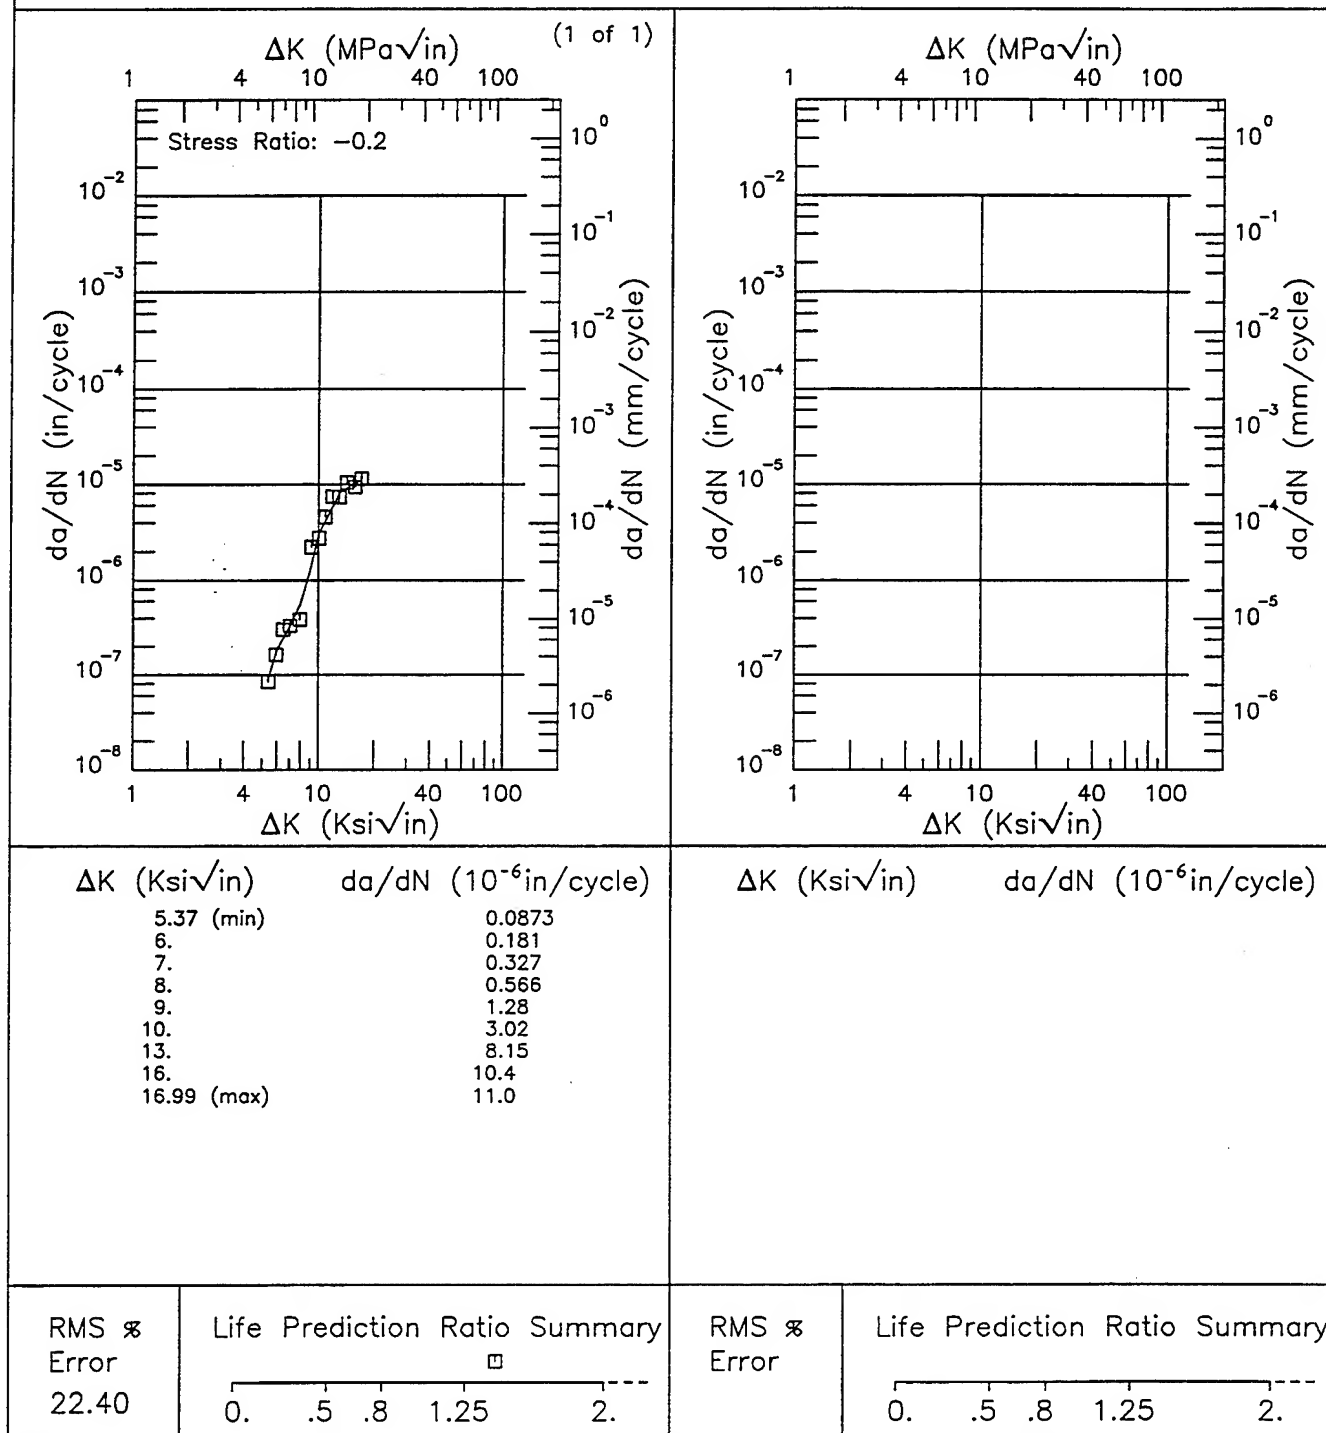 (1 of 1)
ΔK (MPa√in)
1 4 10 40 100
Stress Ratio: −0.2
da/dN (in/cycle)
10⁻²
10⁻³
10⁻⁴
10⁻⁵
10⁻⁶
10⁻⁷
10⁻⁸
da/dN (mm/cycle)
10⁰
10⁻¹
10⁻²
10⁻³
10⁻⁴
10⁻⁵
10⁻⁶
1 4 10 40 100
ΔK (Ksi√in)
ΔK (MPa√in)
1 4 10 40 100
da/dN (in/cycle)
10⁻²
10⁻³
10⁻⁴
10⁻⁵
10⁻⁶
10⁻⁷
10⁻⁸
da/dN (mm/cycle)
10⁰
10⁻¹
10⁻²
10⁻³
10⁻⁴
10⁻⁵
10⁻⁶
1 4 10 40 100
ΔK (Ksi√in)
ΔK (Ksi√in) da/dN (10⁻⁶in/cycle)
5.37 (min) 0.0873
6. 0.181
7. 0.327
8. 0.566
9. 1.28
10. 3.02
13. 8.15
16. 10.4
16.99 (max) 11.0
ΔK (Ksi√in) da/dN (10⁻⁶in/cycle)
RMS %
Error
22.40
Life Prediction Ratio Summary
0. .5 .8 1.25 2.
RMS %
Error
Life Prediction Ratio Summary
0. .5 .8 1.25 2.